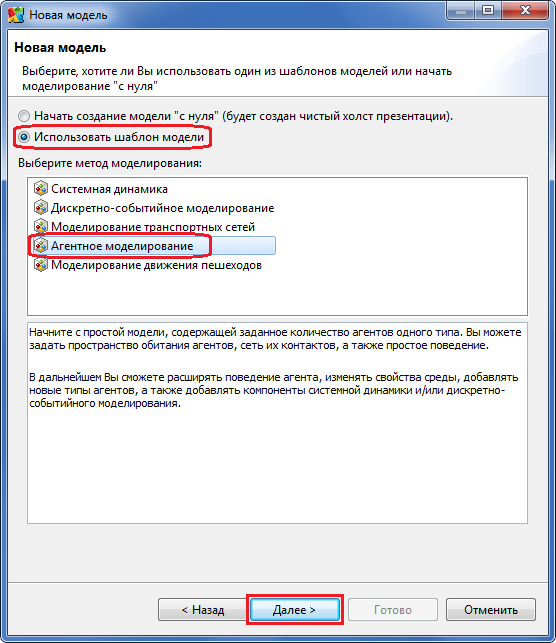 Новая модель
Новая модель
Выберите, хотите ли Вы использовать один из шаблонов моделей или начать
моделирование "с нуля"
Начать создание модели "с нуля" (будет создан чистый холст презентации).
Использовать шаблон модели
Выберите метод моделирования:
Системная динамика
Дискретно-событийное моделирование
Моделирование транспортных сетей
Агентное моделирование
Моделирование движения пешеходов
Начните с простой модели, содержащей заданное количество агентов одного типа. Вы можете
задать пространство обитания агентов, сеть их контактов, а также простое поведение.
В дальнейшем Вы сможете расширять поведение агента, изменять свойства среды, добавлять
новые типы агентов, а также добавлять компоненты системной динамики и/или дискретно-
событийного моделирования.
< Назад
Далее >
Готово
Отменить